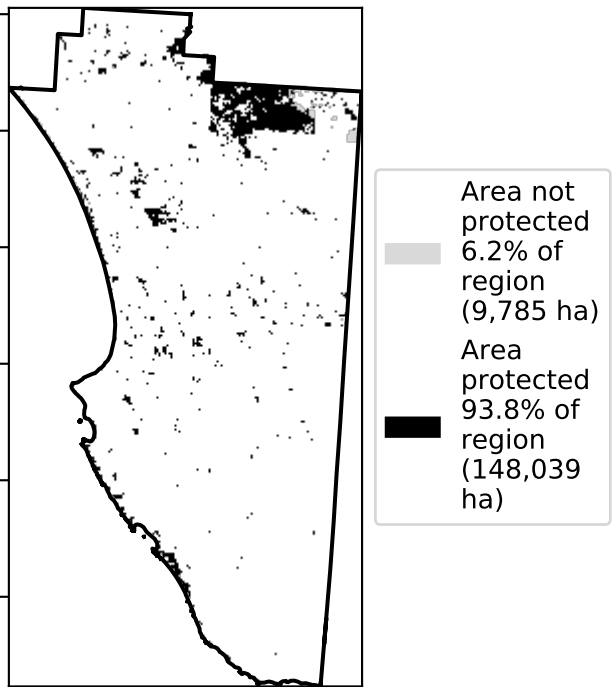 Area not
protected
6.2% of
region
(9,785 ha)
Area
protected
93.8% of
region
(148,039
ha)